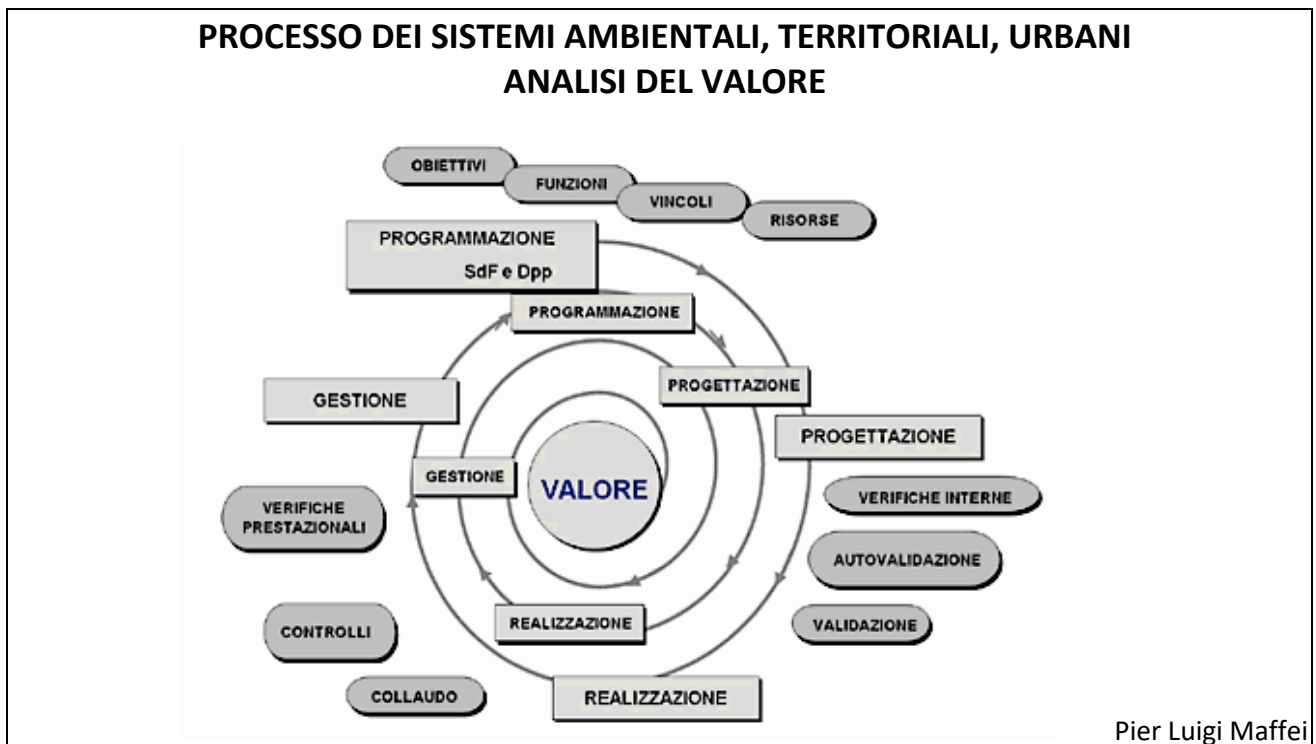 PROCESSO DEI SISTEMI AMBIENTALI, TERRITORIALI, URBANI
ANALISI DEL VALORE
OBIETTIVI
FUNZIONI
VINCOLI
RISORSE
PROGRAMMAZIONE
SdF e Dpp
PROGRAMMAZIONE
PROGETTAZIONE
GESTIONE
PROGETTAZIONE
GESTIONE
VALORE
VERIFICHE INTERNE
VERIFICHE
PRESTAZIONALI
AUTOVALIDAZIONE
REALIZZAZIONE
VALIDAZIONE
CONTROLLI
COLLAUDO
REALIZZAZIONE
Pier Luigi Maffei